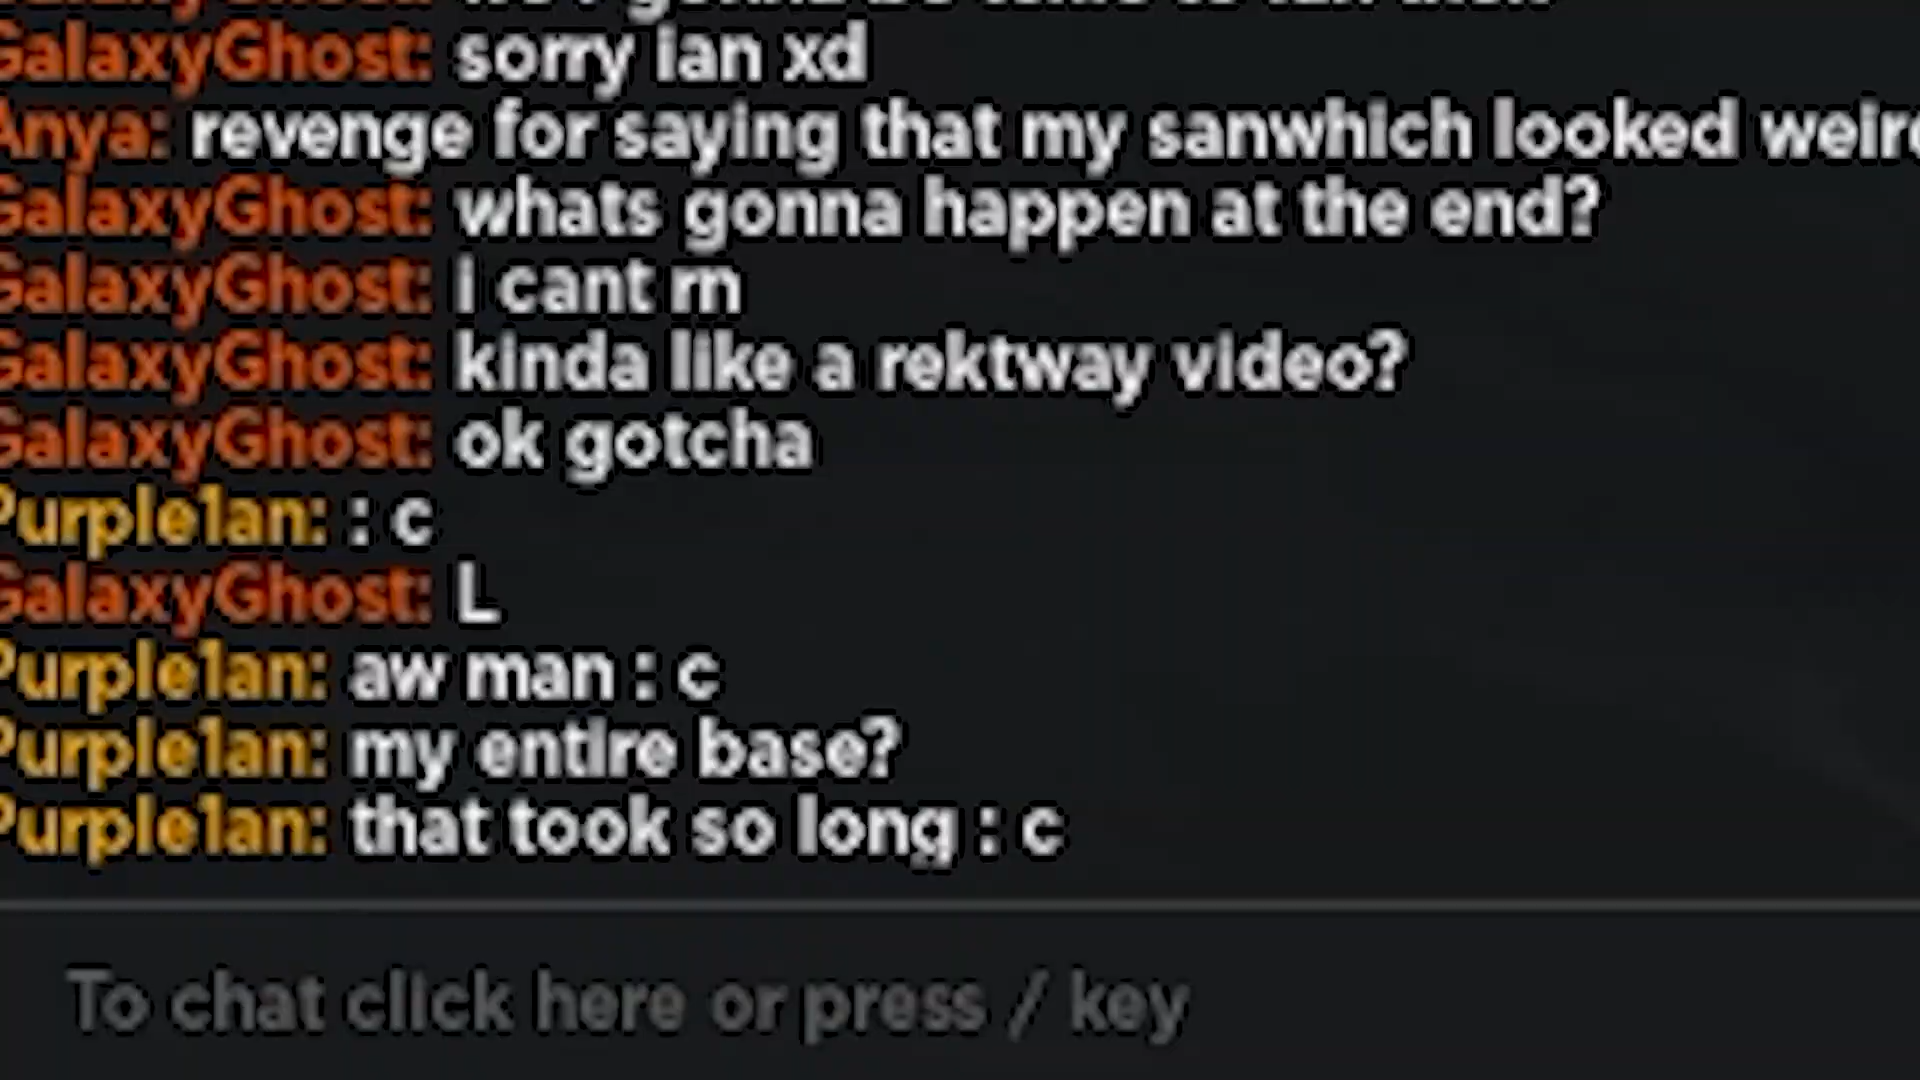 GalaxyGhost: sorry ian xd
Anya: revenge for saying that my sanwhich looked weird
GalaxyGhost: whats gonna happen at the end?
GalaxyGhost: i cant rn
GalaxyGhost: kinda like a rektway video?
GalaxyGhost: ok gotcha
Purple1an: : c
GalaxyGhost: L
Purple1an: aw man : c
Purple1an: my entire base?
Purple1an: that took so long : c
To chat click here or press / key